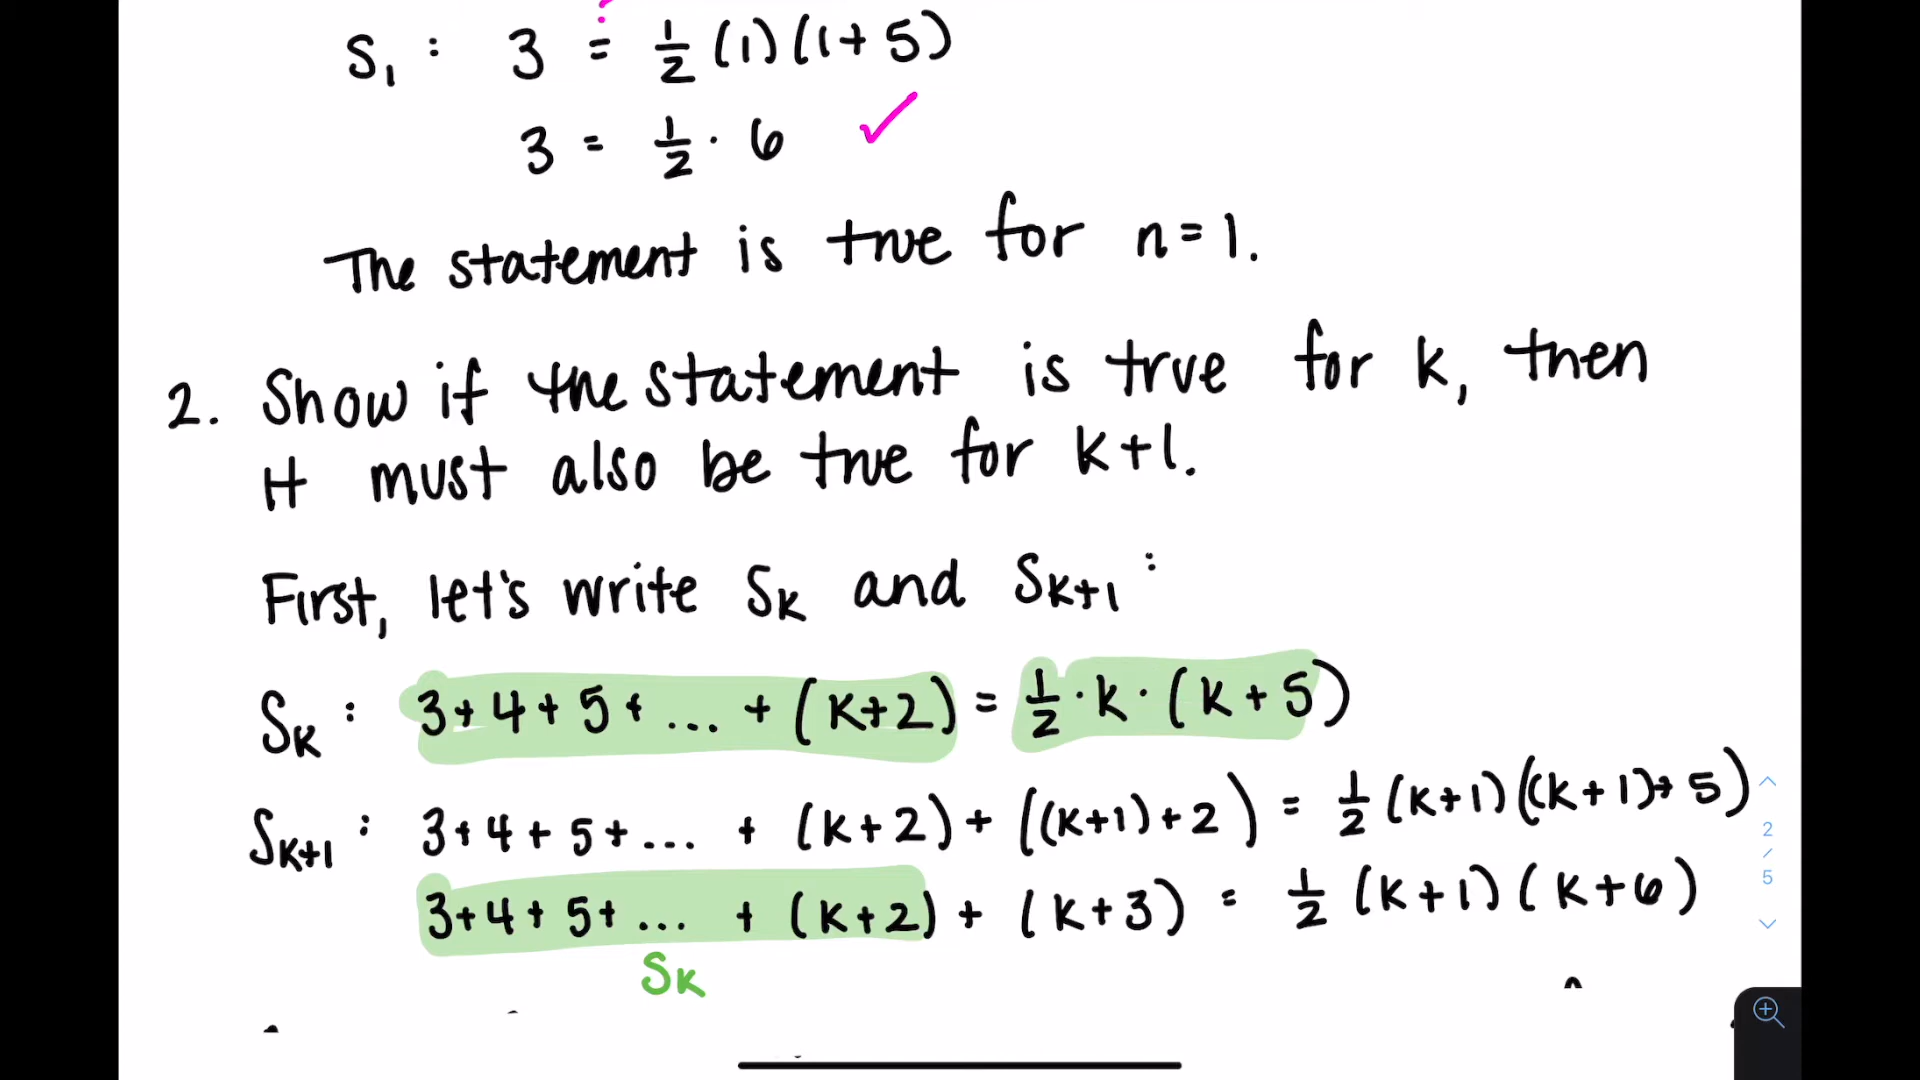 S₁ : 3 ≟ ½ (1)(1+5)
3 = ½ · 6 ✓
The statement is true for n=1.
2. Show if the statement is true for k, then
it must also be true for k+1.
First, let's write Sₖ and Sₖ₊₁ :
Sₖ : 3+4+5+ ... + (k+2) = ½ · k · (k+5)
Sₖ₊₁ : 3+4+5+ ... + (k+2) + ((k+1)+2) = ½ (k+1)((k+1)+5)
3+4+5+ ... + (k+2) + (k+3) = ½ (k+1)(k+6)
Sₖ
2
/
5